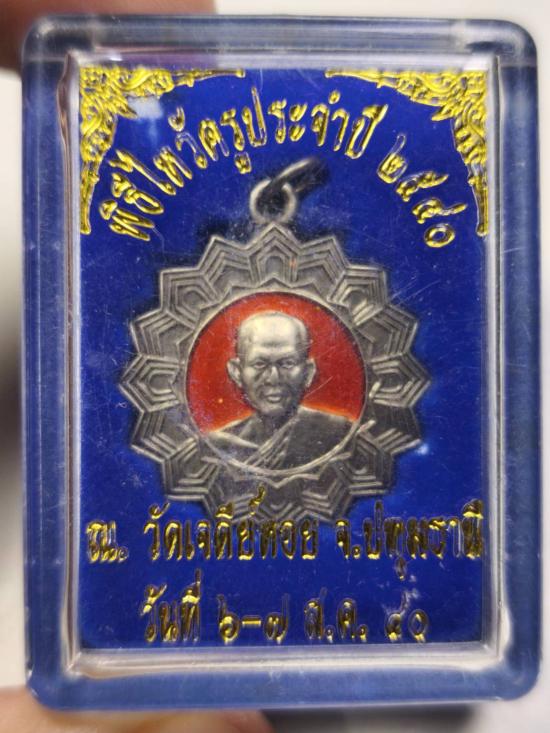 พิธีไหว้ครูประจำปี ๒๕๔๐
ณ. วัดเจดีย์หอย จ.ปทุมธานี
วันที่ ๖-๗ ส.ค. ๔๐